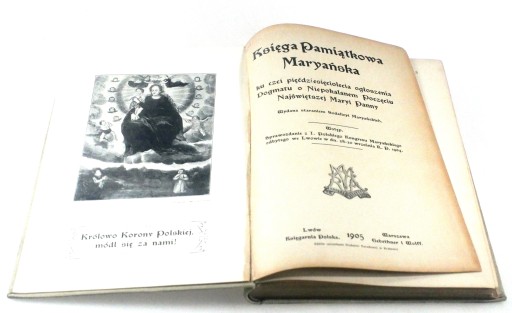 Królowo Korony Polskiej,
módl się za nami!
Księga Pamiątkowa
Maryańska
ku czci pięćdziesięciolecia ogłoszenia
Dogmatu o Niepokalanem Poczęciu
Najświętszej Maryi Panny
Wydana staraniem Sodalicyi Maryańskich.
Wstęp.
Sprawozdanie z I. Polskiego Kongresu Maryańskiego
odbytego we Lwowie w dn. 28-30 września R. P. 1904.
Lwów 1905 Warszawa
Księgarnia Polska. Gebethner i Wolff.